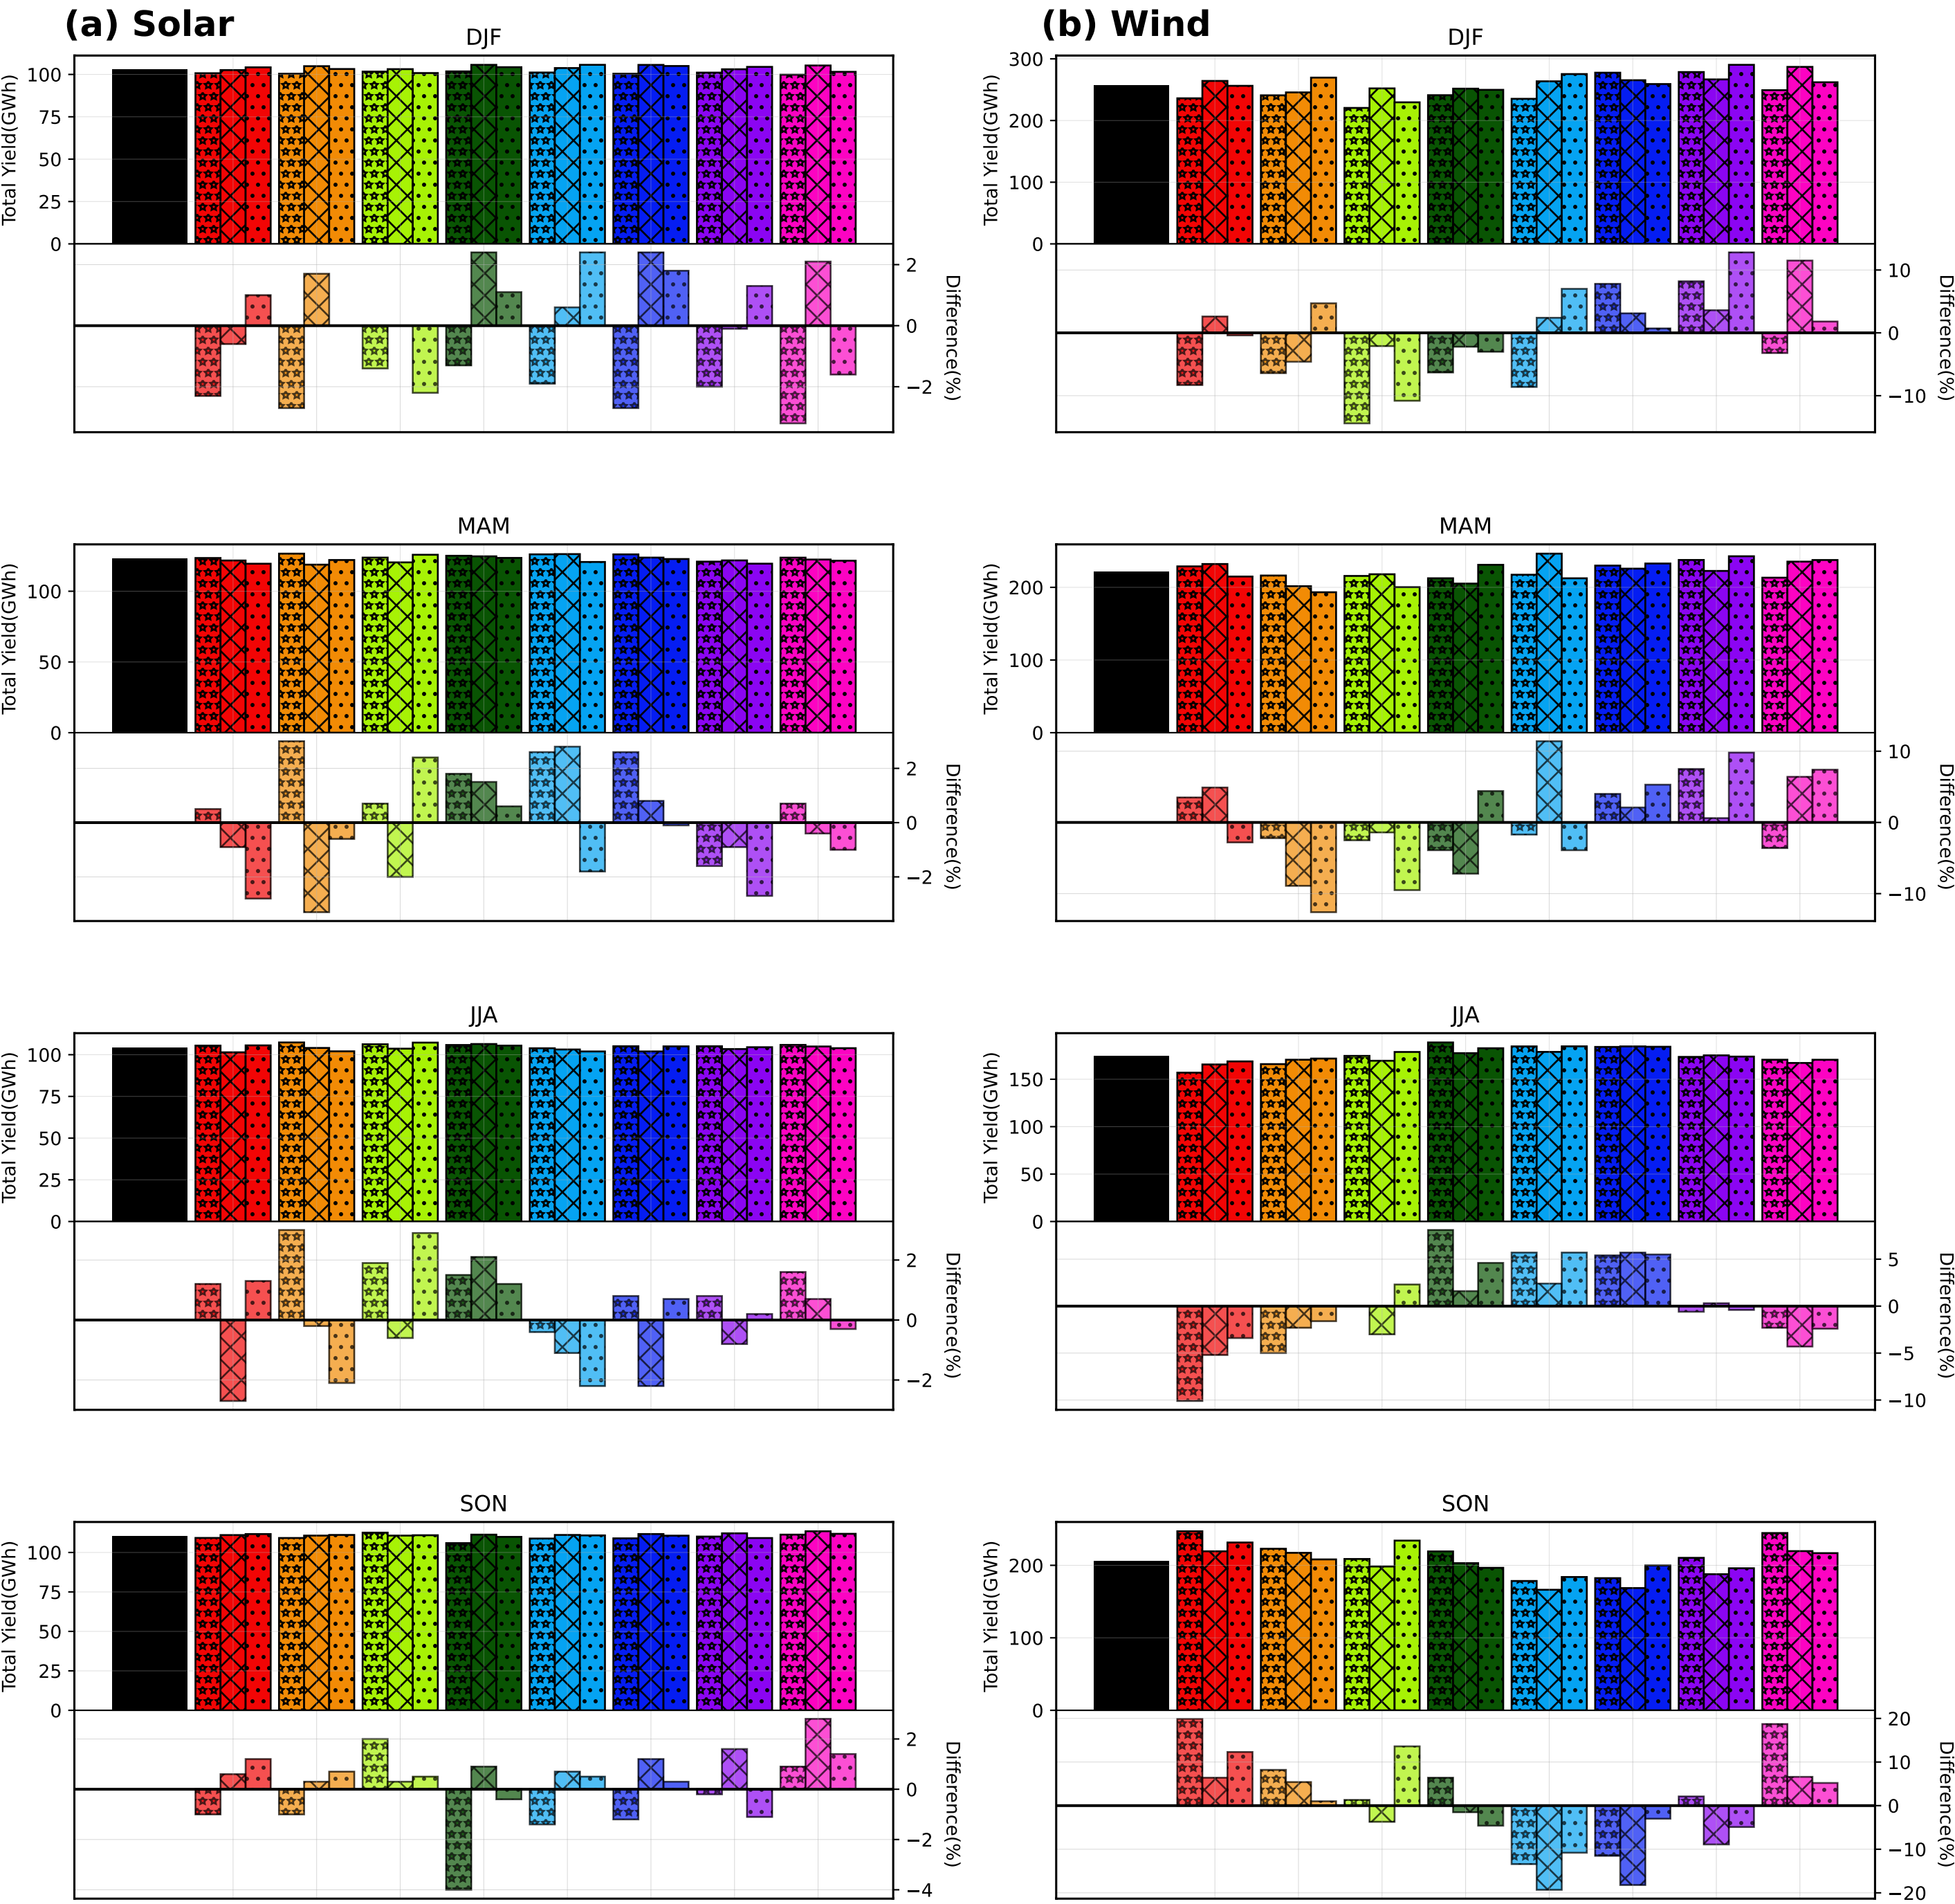 (a) Solar
DJF
Total Yield(GWh)
100
75
50
25
0
2
0
−2
Difference(%)
MAM
Total Yield(GWh)
100
50
0
2
0
−2
Difference(%)
JJA
Total Yield(GWh)
100
75
50
25
0
2
0
−2
Difference(%)
SON
Total Yield(GWh)
100
75
50
25
0
2
0
−2
−4
Difference(%)
(b) Wind
DJF
Total Yield(GWh)
300
200
100
0
10
0
−10
Difference(%)
MAM
Total Yield(GWh)
200
100
0
10
0
−10
Difference(%)
JJA
Total Yield(GWh)
150
100
50
0
5
0
−5
−10
Difference(%)
SON
Total Yield(GWh)
200
100
0
20
10
0
−10
−20
Difference(%)